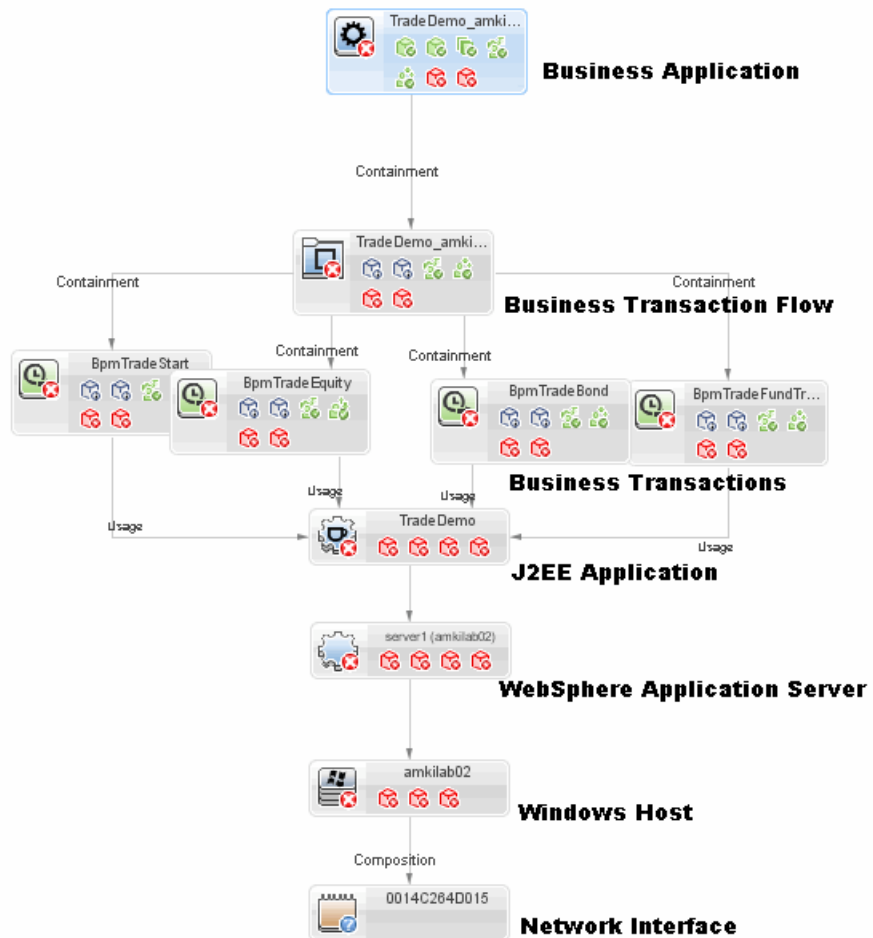 TradeDemo_amki...
Business Application
Containment
TradeDemo_amki...
Containment
Containment
Business Transaction Flow
Containment
Containment
BpmTradeStart
BpmTradeEquity
BpmTradeBond
BpmTradeFundTr...
Business Transactions
Usage
Usage
Usage
Usage
TradeDemo
J2EE Application
server1 (amkilab02)
WebSphere Application Server
amkilab02
Windows Host
Composition
0014C264D015
Network Interface